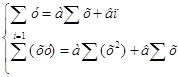 ∑ó = à∑õ + âï
i=1
∑(õó) = à∑(õ²) + â∑õ